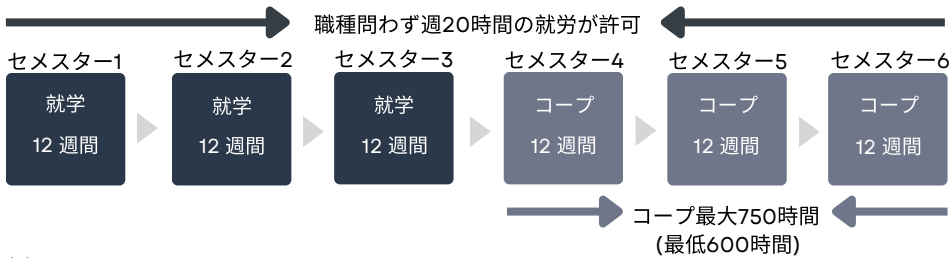 職種問わず週20時間の就労が許可
セメスター1
セメスター2
セメスター3
セメスター4
セメスター5
セメスター6
就学
12 週間
就学
12 週間
就学
12 週間
コープ
12 週間
コープ
12 週間
コープ
12 週間
コープ最大750時間
(最低600時間)